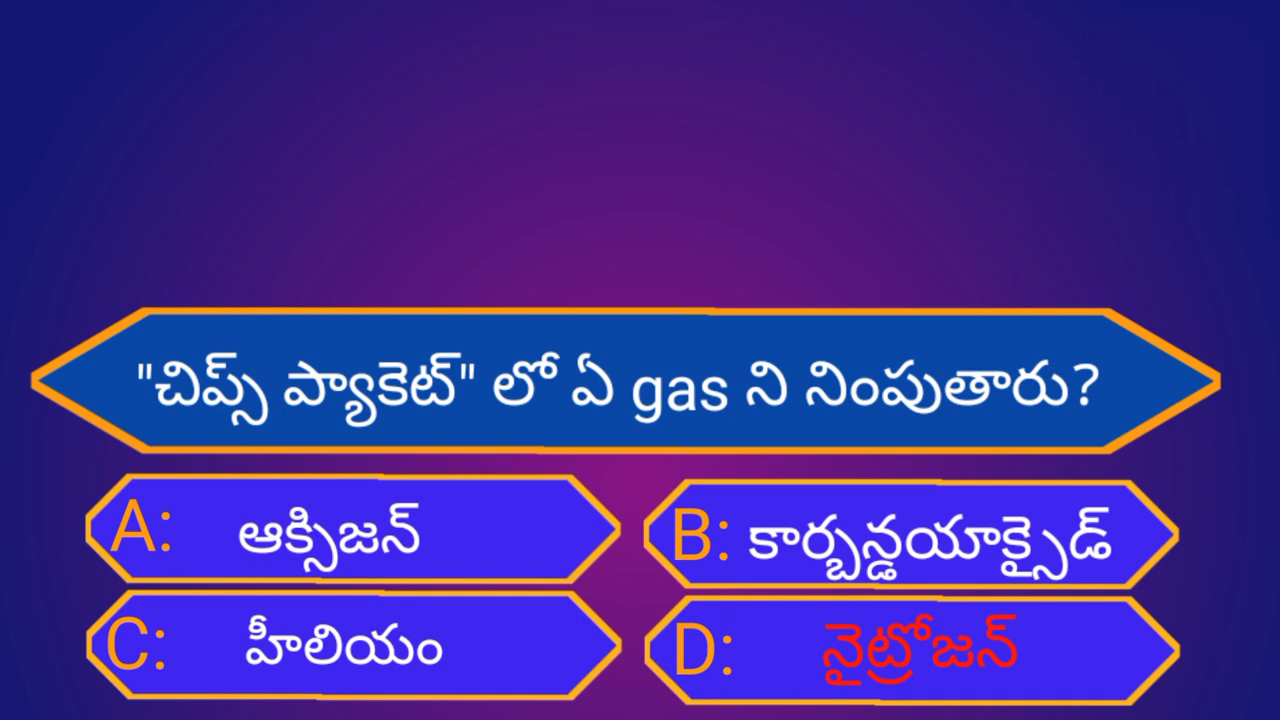 "చిప్స్ ప్యాకెట్" లో ఏ gas ని నింపుతారు?
A: ఆక్సిజన్
B: కార్బన్డయాక్సైడ్
C: హీలియం
D: నైట్రోజన్